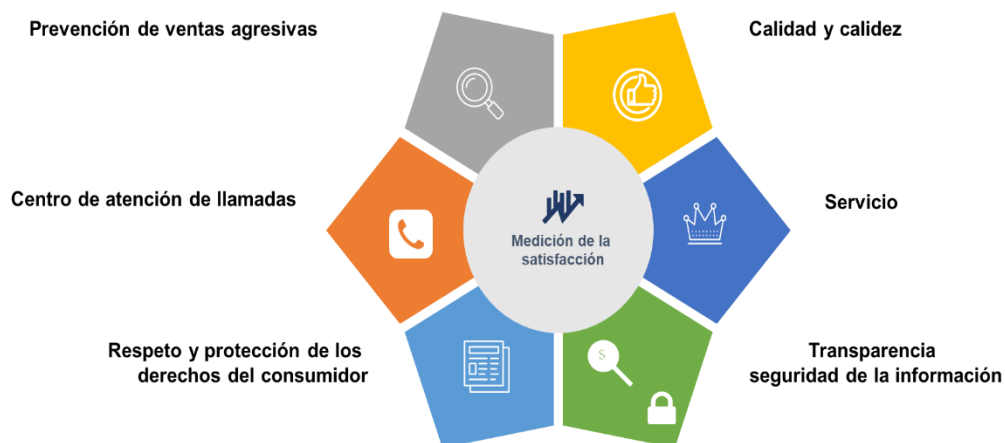 Prevención de ventas agresivas
Calidad y calidez
Centro de atención de llamadas
Servicio
Medición de la
satisfacción
Respeto y protección de los
derechos del consumidor
Transparencia
seguridad de la información
$